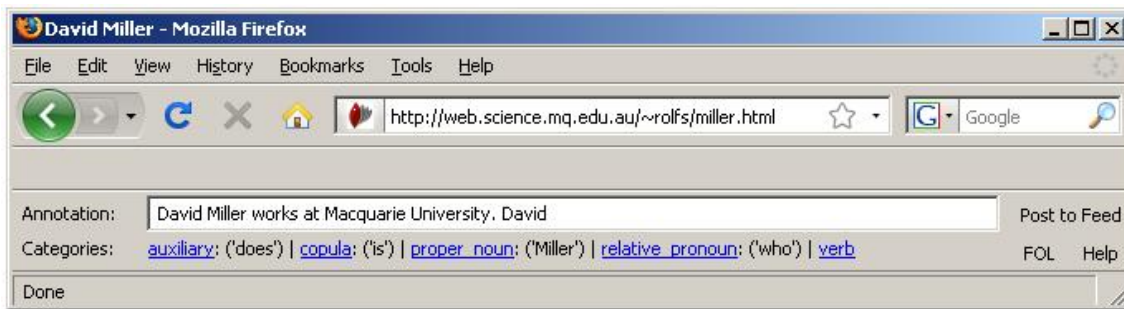 David Miller - Mozilla Firefox
File Edit View History Bookmarks Tools Help
http://web.science.mq.edu.au/~rolfs/miller.html G Google
Annotation: David Miller works at Macquarie University. David Post to Feed
Categories: auxiliary: ('does') | copula: ('is') | proper_noun: ('Miller') | relative_pronoun: ('who') | verb FOL Help
Done